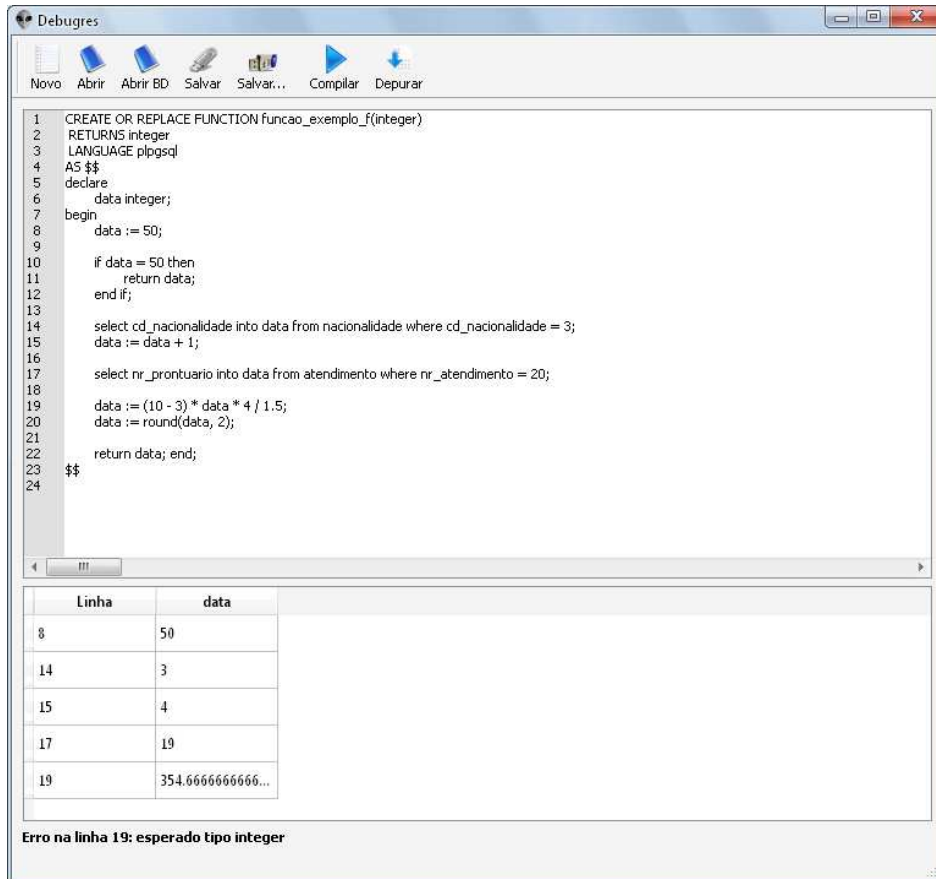 Debugres
Novo Abrir Abrir BD Salvar Salvar... Compilar Depurar
1 CREATE OR REPLACE FUNCTION funcao_exemplo_f(integer)
2 RETURNS integer
3 LANGUAGE plpgsql
4 AS $$
5 declare
6 data integer;
7 begin
8 data := 50;
9
10 if data = 50 then
11 return data;
12 end if;
13
14 select cd_nacionalidade into data from nacionalidade where cd_nacionalidade = 3;
15 data := data + 1;
16
17 select nr_prontuario into data from atendimento where nr_atendimento = 20;
18
19 data := (10 - 3) * data * 4 / 1.5;
20 data := round(data, 2);
21
22 return data; end;
23 $$
24
Linha data
8 50
14 3
15 4
17 19
19 354.6666666666...
Erro na linha 19: esperado tipo integer